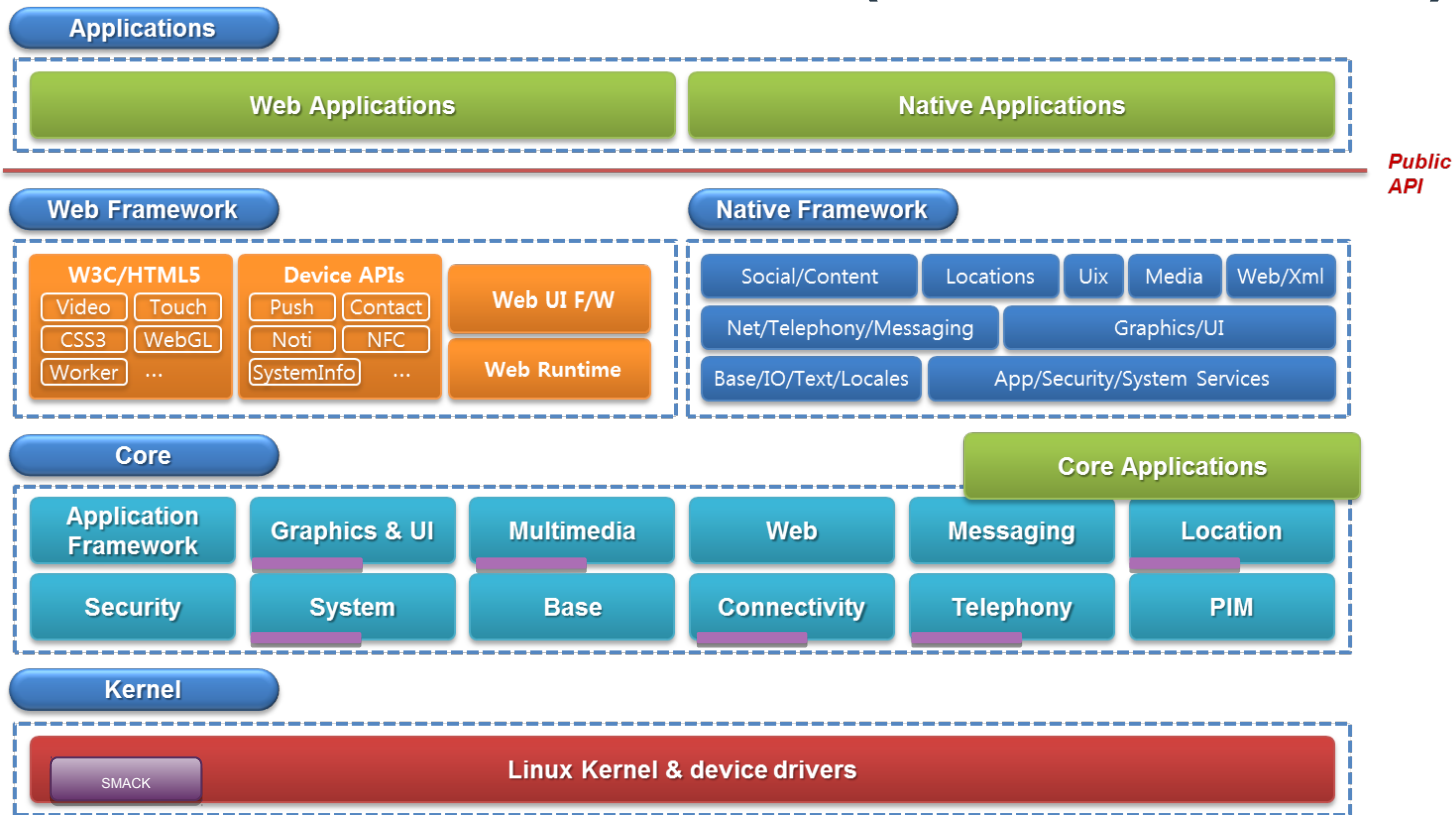 Applications
Web Applications
Native Applications
Public
API
Web Framework
Native Framework
W3C/HTML5
Video
Touch
CSS3
WebGL
Worker
...
Device APIs
Push
Contact
Noti
NFC
SystemInfo
...
Web UI F/W
Web Runtime
Social/Content
Locations
Uix
Media
Web/Xml
Net/Telephony/Messaging
Graphics/UI
Base/IO/Text/Locales
App/Security/System Services
Core
Core Applications
Application
Framework
Graphics & UI
Multimedia
Web
Messaging
Location
Security
System
Base
Connectivity
Telephony
PIM
Kernel
Linux Kernel & device drivers
SMACK